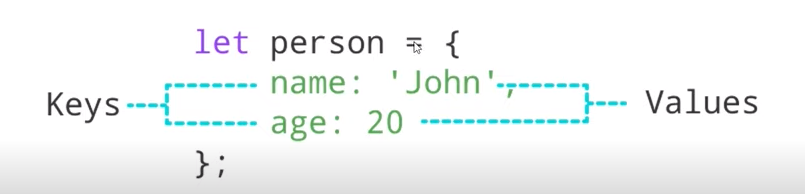 let person = {
name: 'John',
Keys
Values
age: 20
};